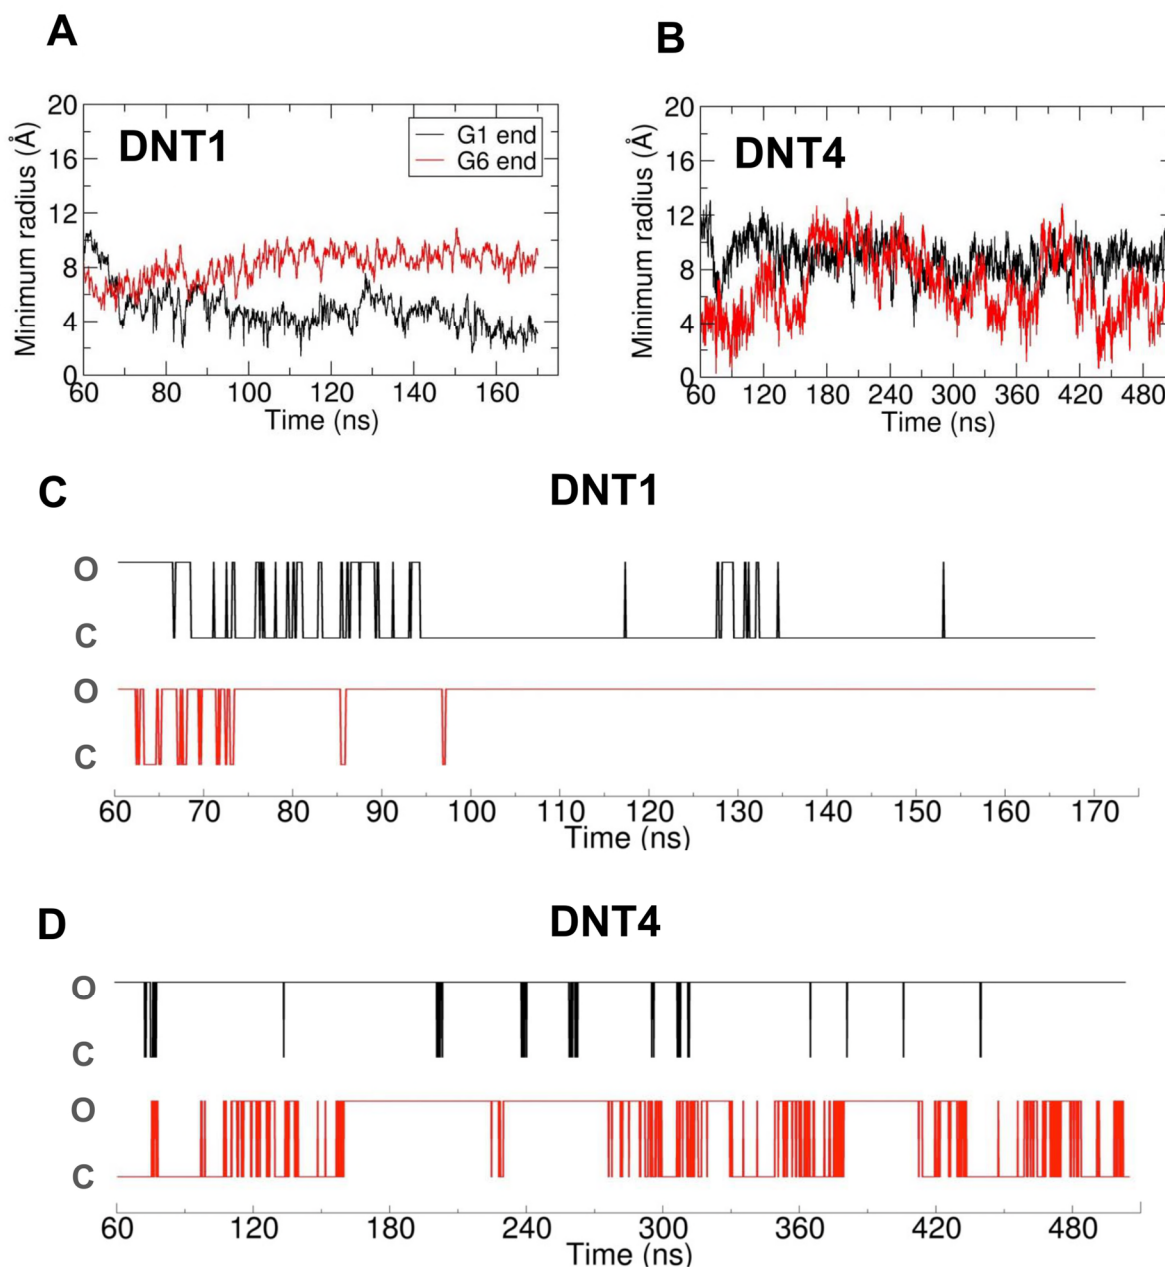 A
B
20
16
12
8
4
0
Minimum radius (Å)
DNT1
G1 end
G6 end
60
80
100
120
140
160
Time (ns)
20
16
12
8
4
0
Minimum radius (Å)
DNT4
60
120
180
240
300
360
420
480
Time (ns)
C
DNT1
O
C
O
C
60
70
80
90
100
110
120
130
140
150
160
170
Time (ns)
D
DNT4
O
C
O
C
60
120
180
240
300
360
420
480
Time (ns)